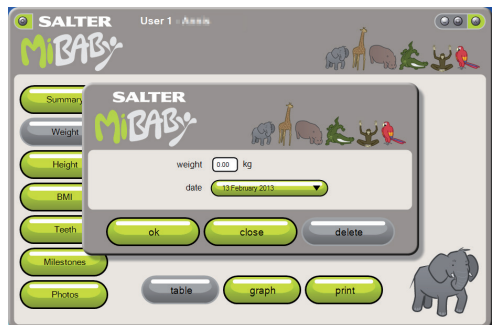 SALTER
User 1 :
MiBABy
Summary
Weight
Height
BMI
Teeth
Milestones
Photos
SALTER
MiBABy
weight 0.00 kg
date 13 February 2013
ok close delete
table graph print